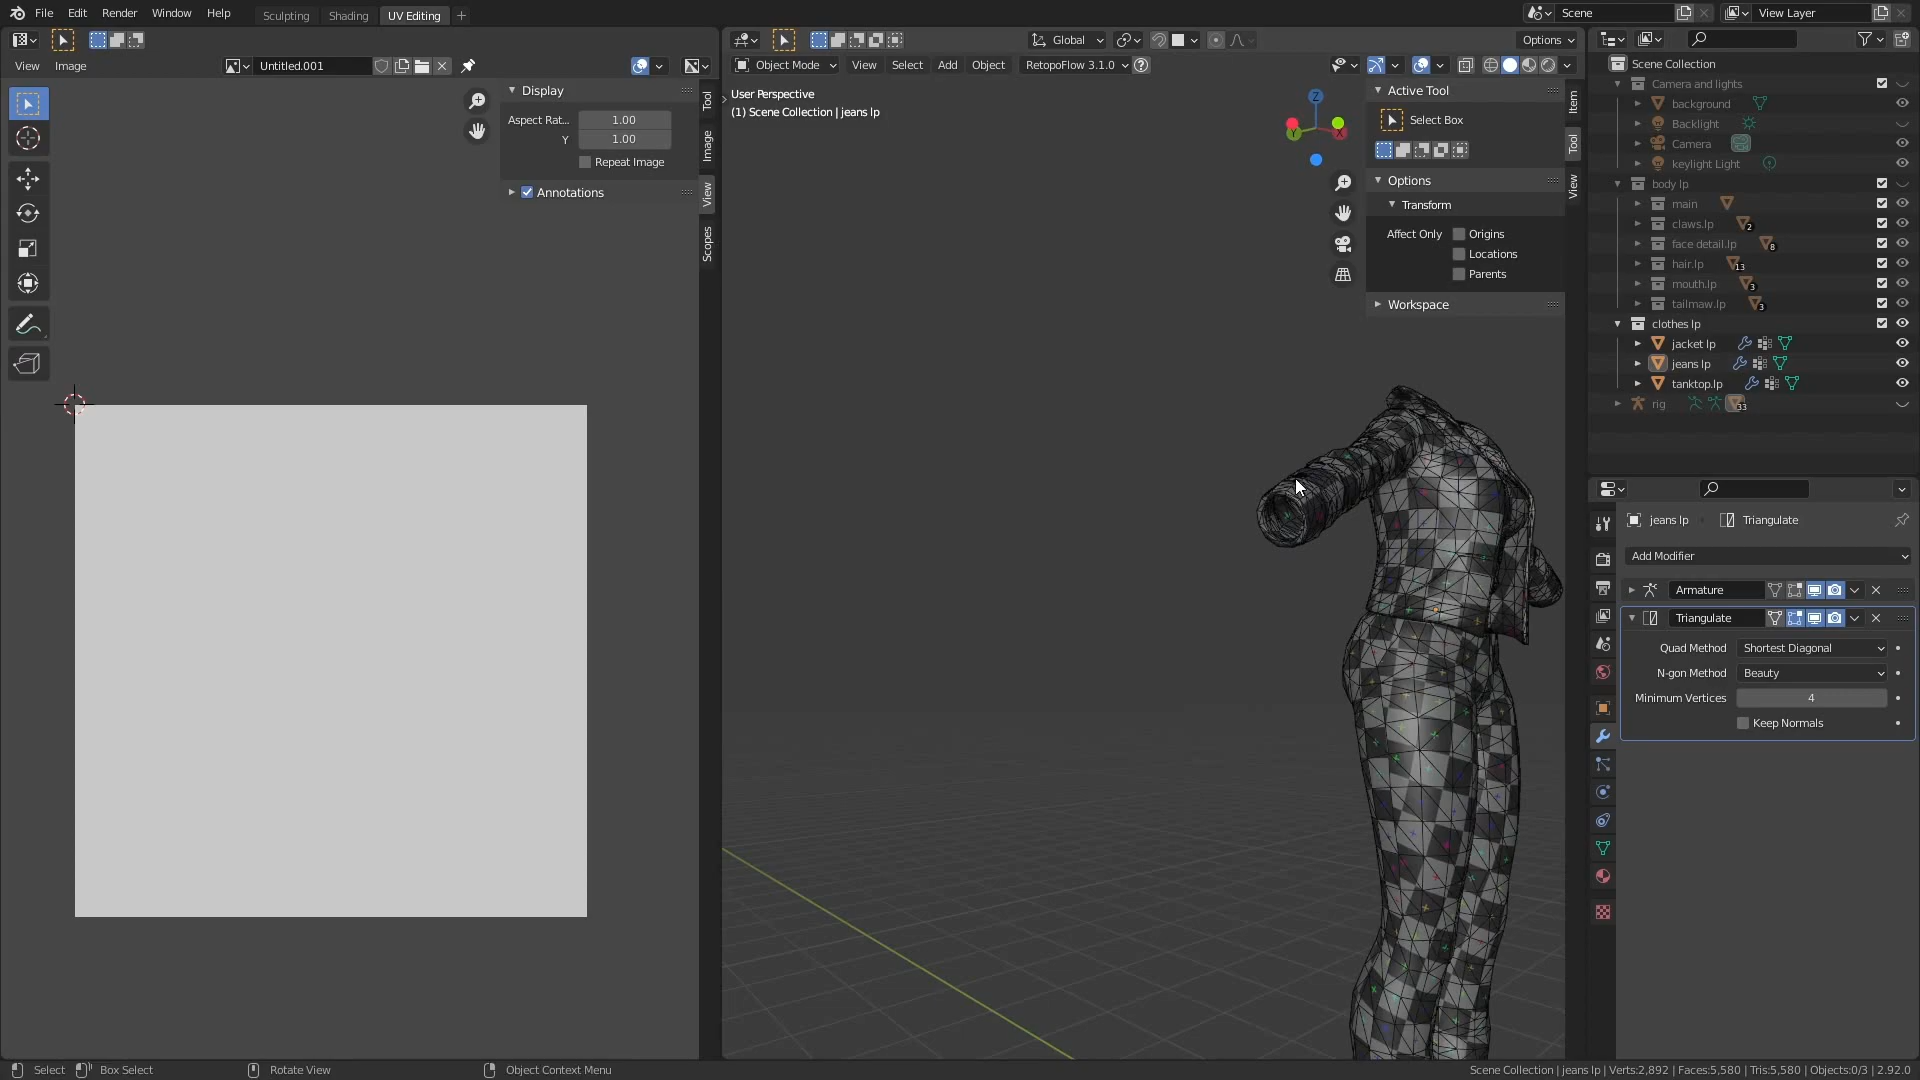 File Edit Render Window Help Sculpting Shading UV Editing + Scene View Layer
Global Options
View Image Untitled.001 Object Mode View Select Add Object RetopoFlow 3.1.0
Display
Aspect Rat... 1.00
Y 1.00
Repeat Image
Annotations
Tool
Image
View
Scopes
User Perspective
(1) Scene Collection | jeans lp
Z
Y
X
Active Tool
Select Box
Options
Transform
Affect Only Origins
Locations
Parents
Workspace
Item
Tool
View
Scene Collection
Camera and lights
background
Backlight
Camera
keylight Light
body lp
main
claws.lp 2
face detail.lp 8
hair.lp 13
mouth.lp 3
tailmaw.lp 3
clothes lp
jacket lp
jeans lp
tanktop.lp
rig 33
jeans lp Triangulate
Add Modifier
Armature
Triangulate
Quad Method Shortest Diagonal
N-gon Method Beauty
Minimum Vertices 4
Keep Normals
Select Box Select Rotate View Object Context Menu Scene Collection | jeans lp | Verts:2,892 | Faces:5,580 | Tris:5,580 | Objects:0/3 | 2.92.0